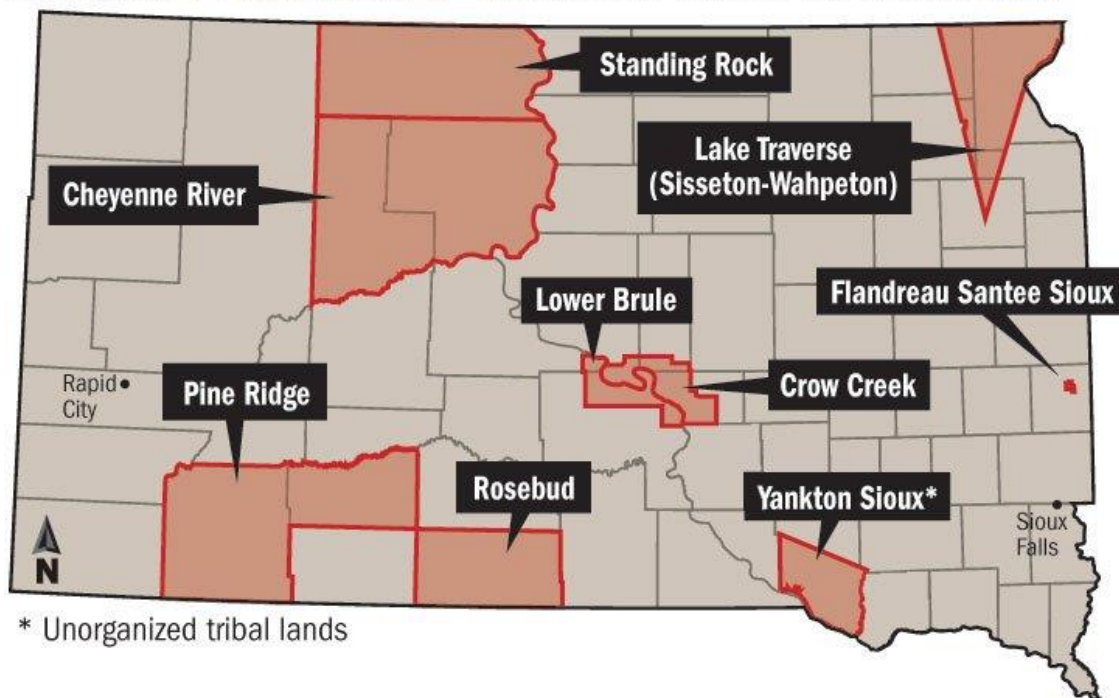 Standing Rock
Lake Traverse
(Sisseton-Wahpeton)
Cheyenne River
Flandreau Santee Sioux
Lower Brule
Rapid
City
Pine Ridge
Crow Creek
Rosebud
Yankton Sioux*
Sioux
Falls
N
* Unorganized tribal lands